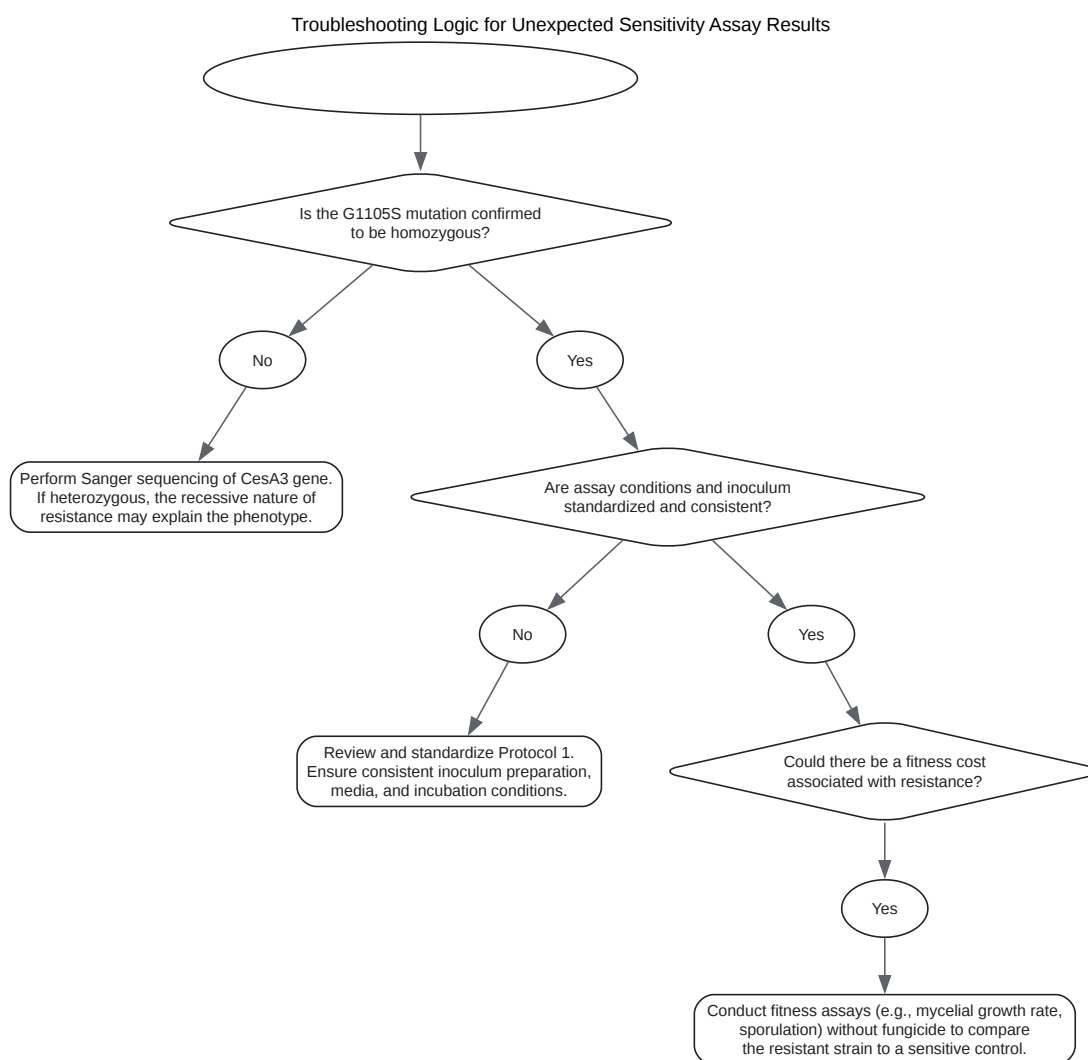 Troubleshooting Logic for Unexpected Sensitivity Assay Results
Is the G1105S mutation confirmed
to be homozygous?
No
Yes
Perform Sanger sequencing of CesA3 gene.
If heterozygous, the recessive nature of
resistance may explain the phenotype.
Are assay conditions and inoculum
standardized and consistent?
No
Yes
Review and standardize Protocol 1.
Ensure consistent inoculum preparation,
media, and incubation conditions.
Could there be a fitness cost
associated with resistance?
Yes
Conduct fitness assays (e.g., mycelial growth rate,
sporulation) without fungicide to compare
the resistant strain to a sensitive control.